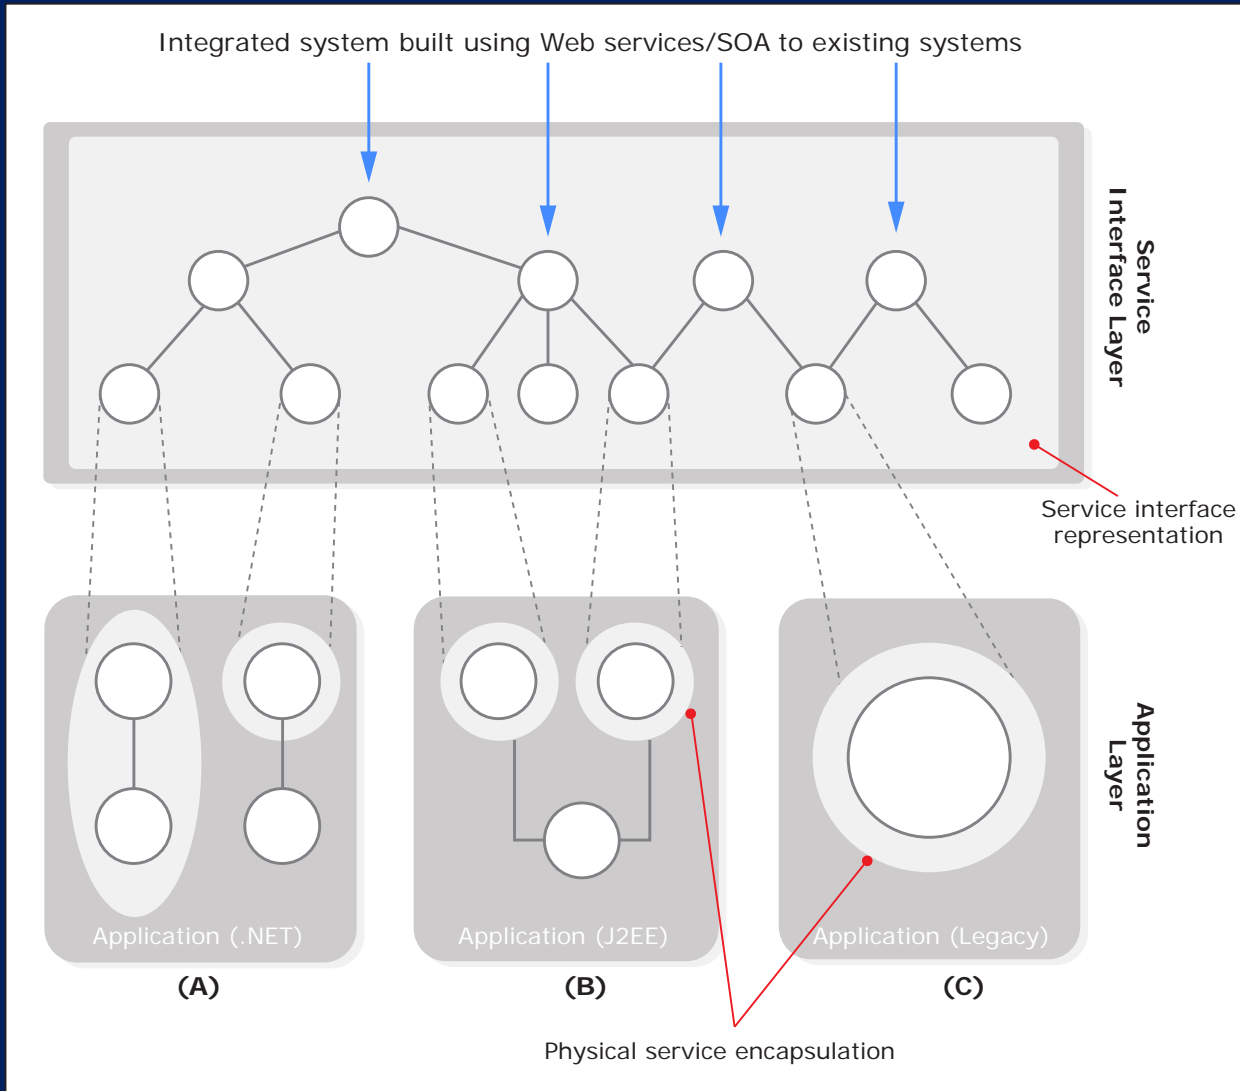 Integrated system built using Web services/SOA to existing systems
Service
Interface Layer
Service interface
representation
Application
Layer
Application (.NET)
Application (J2EE)
Application (Legacy)
(A)
(B)
(C)
Physical service encapsulation